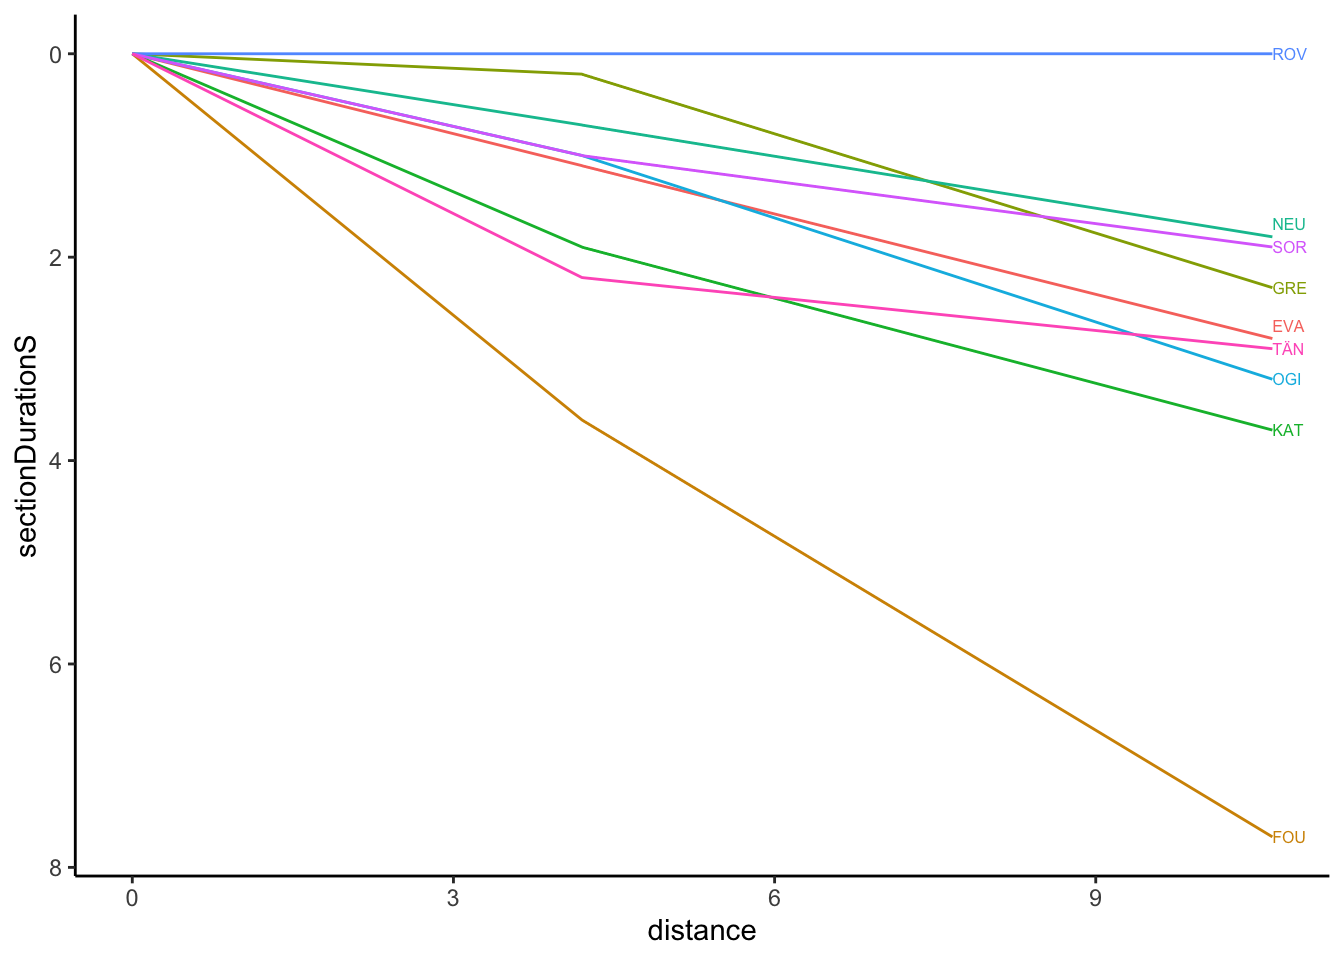 0
ROV
NEU
SOR
2
GRE
EVA
TÄN
OGI
KAT
sectionDurationS
4
6
FOU
8
0 3 6 9
distance